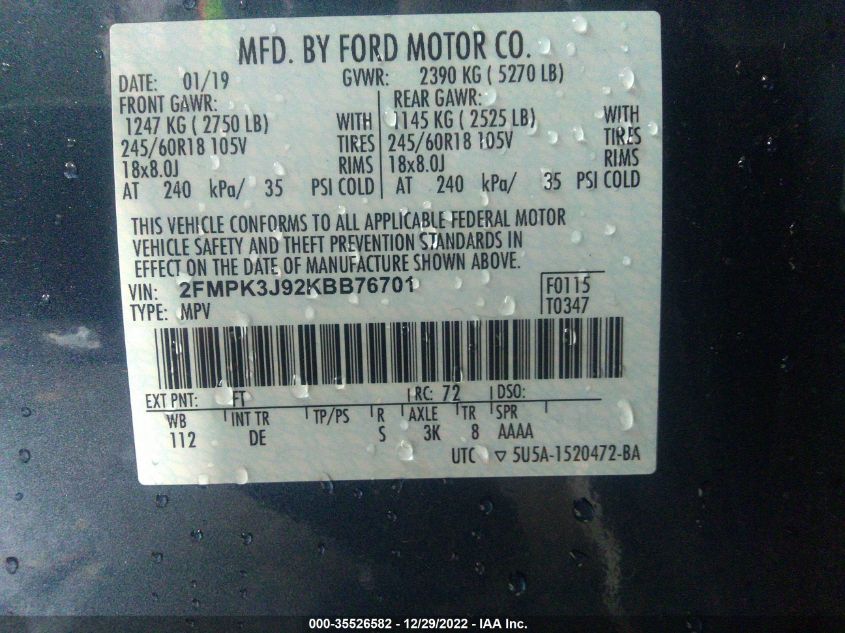 MFD. BY FORD MOTOR CO.
DATE: 01/19 GVWR: 2390 KG ( 5270 LB)
FRONT GAWR: REAR GAWR:
1247 KG ( 2750 LB) WITH 1145 KG ( 2525 LB) WITH
245/60R18 105V TIRES 245/60R18 105V TIRES
18x8.0J RIMS 18x8.0J RIMS
AT 240 kPa/ 35 PSI COLD AT 240 kPa/ 35 PSI COLD
THIS VEHICLE CONFORMS TO ALL APPLICABLE FEDERAL MOTOR
VEHICLE SAFETY AND THEFT PREVENTION STANDARDS IN
EFFECT ON THE DATE OF MANUFACTURE SHOWN ABOVE.
VIN: 2FMPK3J92KBB76701 F0115
TYPE: MPV T0347
EXT PNT: FT RC: 72 DSO:
WB INT TR TP/PS R AXLE TR SPR
112 DE S 3K 8 AAAA
UTC ▽ 5U5A-1520472-BA
000-35526582 - 12/29/2022 - IAA Inc.